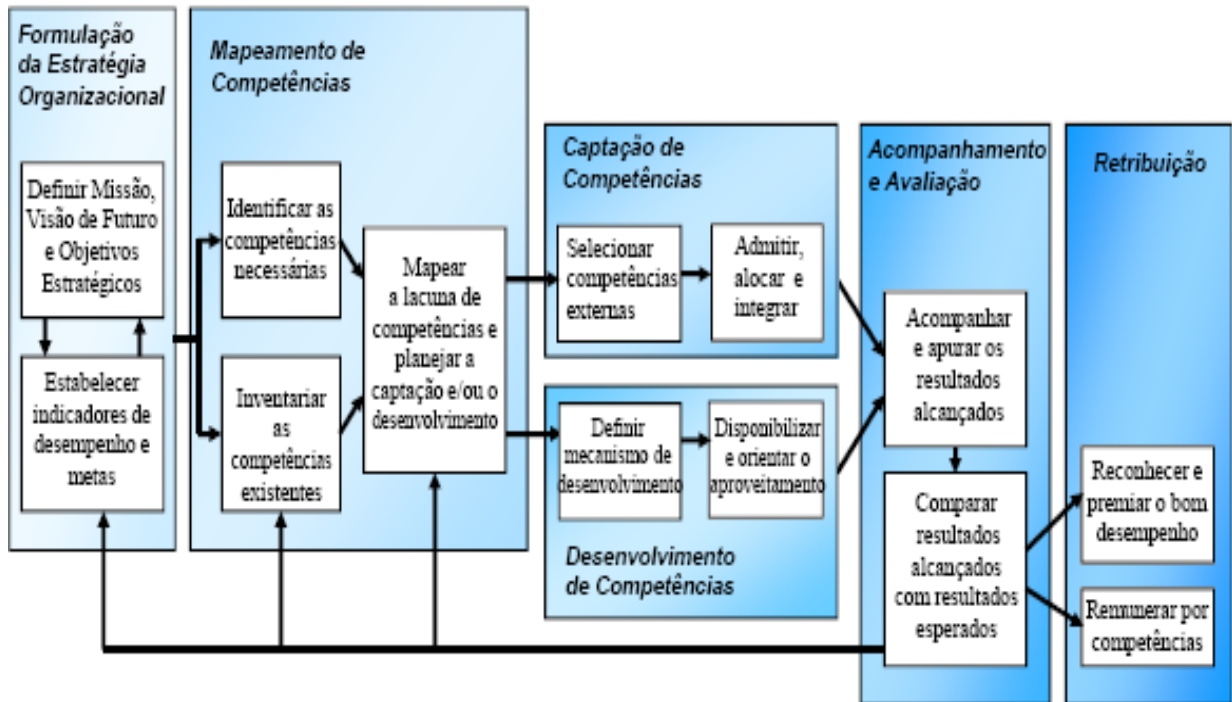 Formulação
da Estratégia
Organizacional
Definir Missão,
Visão de Futuro
e Objetivos
Estratégicos
Estabelecer
indicadores de
desempenho e
metas
Mapeamento de
Competências
Identificar as
competências
necessárias
Inventariar
as
competências
existentes
Mapear
a lacuna de
competências e
planejar a
captação e/ou o
desenvolvimento
Captação de
Competências
Selecionar
competências
externas
Admitir,
alocar e
integrar
Definir
mecanismo de
desenvolvimento
Disponibilizar
e orientar o
aproveitamento
Desenvolvimento
de Competências
Acompanhamento
e Avaliação
Acompanhar
e apurar os
resultados
alcançados
Comparar
resultados
alcançados
com resultados
esperados
Retribuição
Reconhecer e
premiar o bom
desempenho
Remunerar por
competências